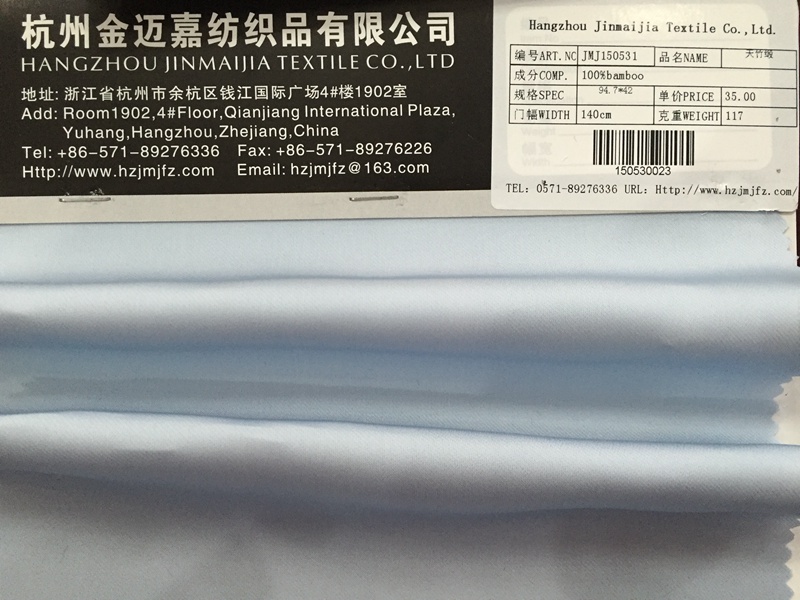 杭州金迈嘉纺织品有限公司
HANGZHOU JINMAIJIA TEXTILE CO.,LTD
地址: 浙江省杭州市余杭区钱江国际广场4#楼1902室
Add: Room1902,4#Floor,Qianjiang International Plaza,
Yuhang,Hangzhou,Zhejiang,China
Tel: +86-571-89276336 Fax: +86-571-89276226
Http://www.hzjmjfz.com Email: hzjmjfz@163.com
Hangzhou Jinmaijia Textile Co.,Ltd.
编号ART.NC JMJ150531 品名NAME 天竹缎
成分COMP. 100%bamboo
规格SPEC 94.7*42 单价PRICE 35.00
门幅WIDTH 140cm 克重WEIGHT 117
150530023
TEL: 0571-89276336 URL: Http://www.hzjmjfz.com/